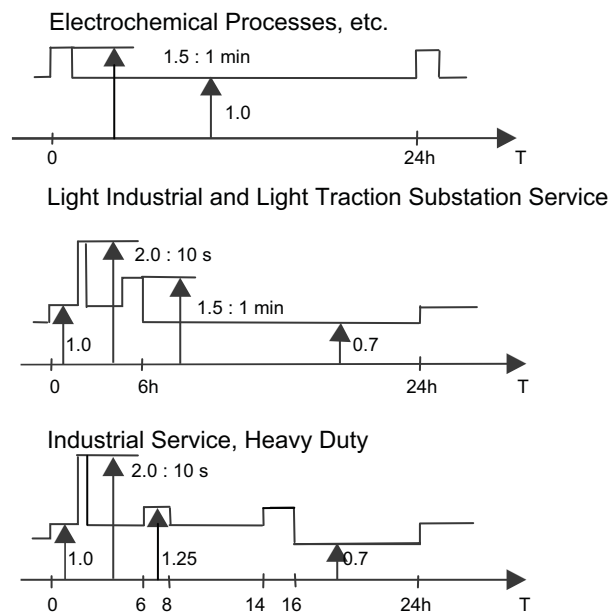 Electrochemical Processes, etc.
1.5 : 1 min
1.0
0 24h T
Light Industrial and Light Traction Substation Service
2.0 : 10 s
1.5 : 1 min
1.0 0.7
0 6h 24h T
Industrial Service, Heavy Duty
2.0 : 10 s
1.0 1.25 0.7
0 6 8 14 16 24h T